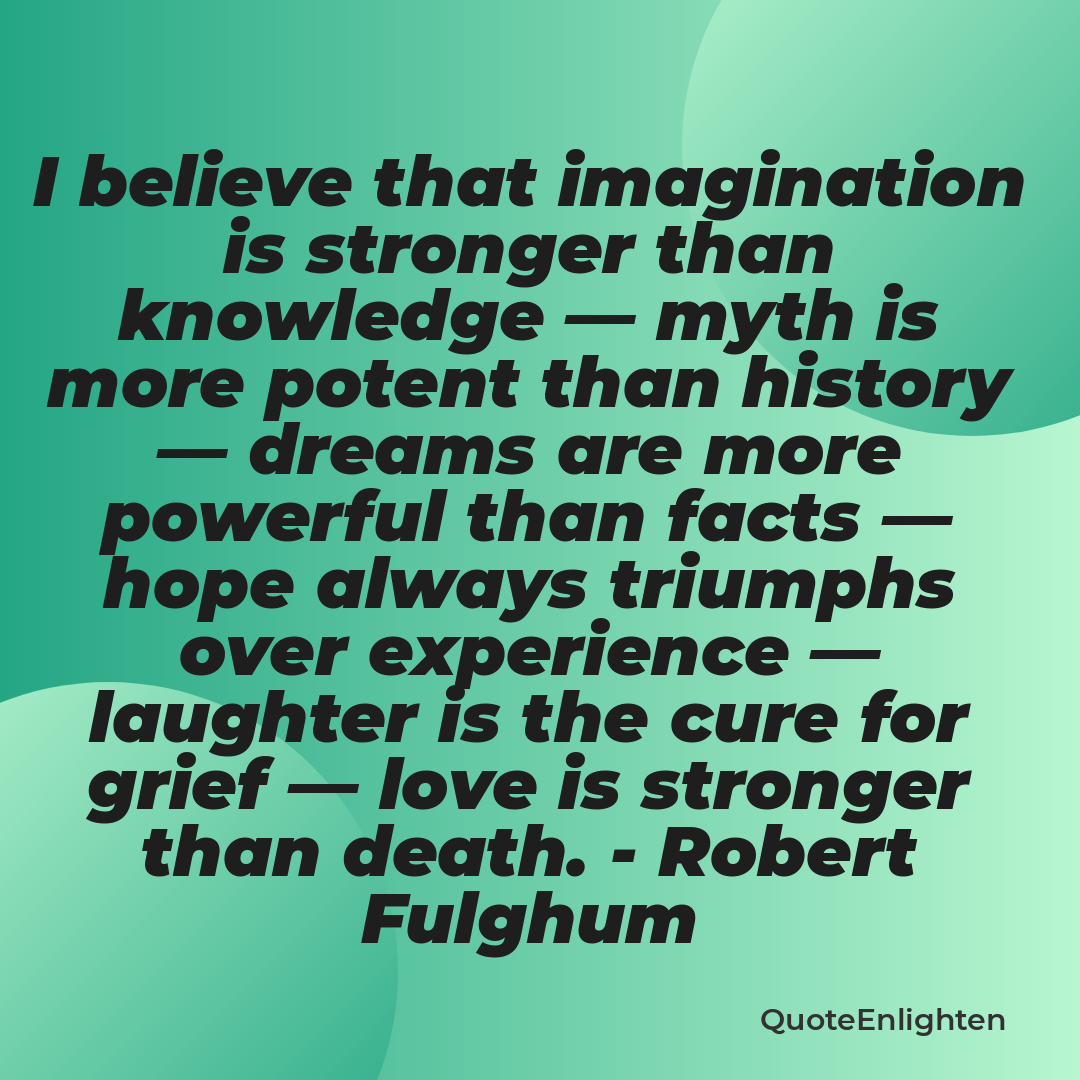 I believe that imagination
is stronger than
knowledge — myth is
more potent than history
— dreams are more
powerful than facts —
hope always triumphs
over experience —
laughter is the cure for
grief — love is stronger
than death. - Robert
Fulghum
QuoteEnlighten